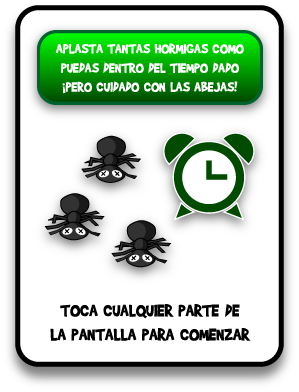 APLASTA TANTAS HORMIGAS COMO
PUEDAS DENTRO DEL TIEMPO DADO
¡PERO CUIDADO CON LAS ABEJAS!
TOCA CUALQUIER PARTE DE
LA PANTALLA PARA COMENZAR